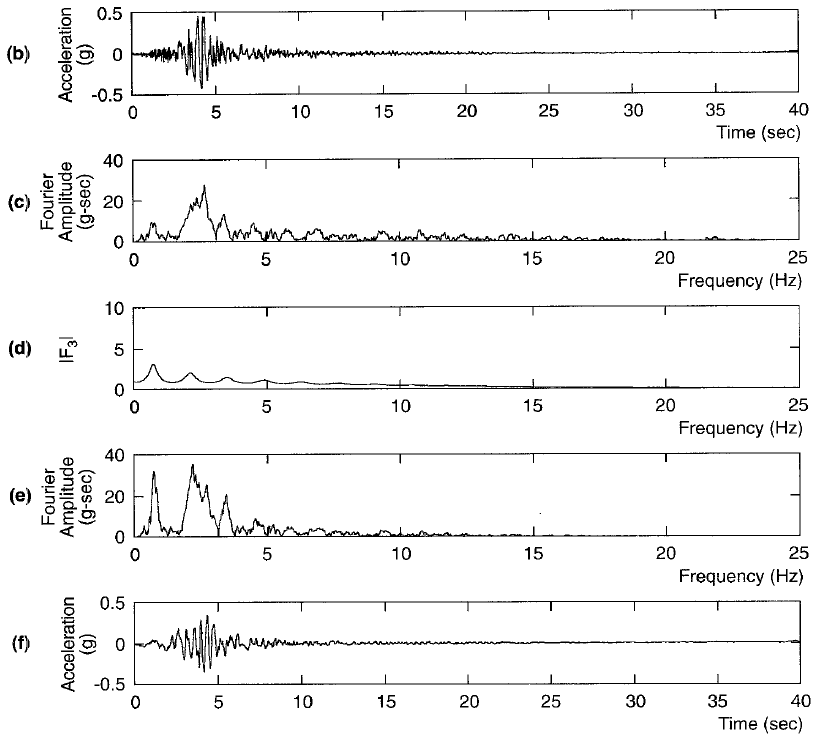 (b)
Acceleration
(g)
0.5
0
-0.5
0 5 10 15 20 25 30 35 40
Time (sec)
(c)
Fourier
Amplitude
(g-sec)
40
20
0
0 5 10 15 20 25
Frequency (Hz)
(d)
|F₃|
10
5
0
0 5 10 15 20 25
Frequency (Hz)
(e)
Fourier
Amplitude
(g-sec)
40
20
0
0 5 10 15 20 25
Frequency (Hz)
(f)
Acceleration
(g)
0.5
0
-0.5
0 5 10 15 20 25 30 35 40
Time (sec)